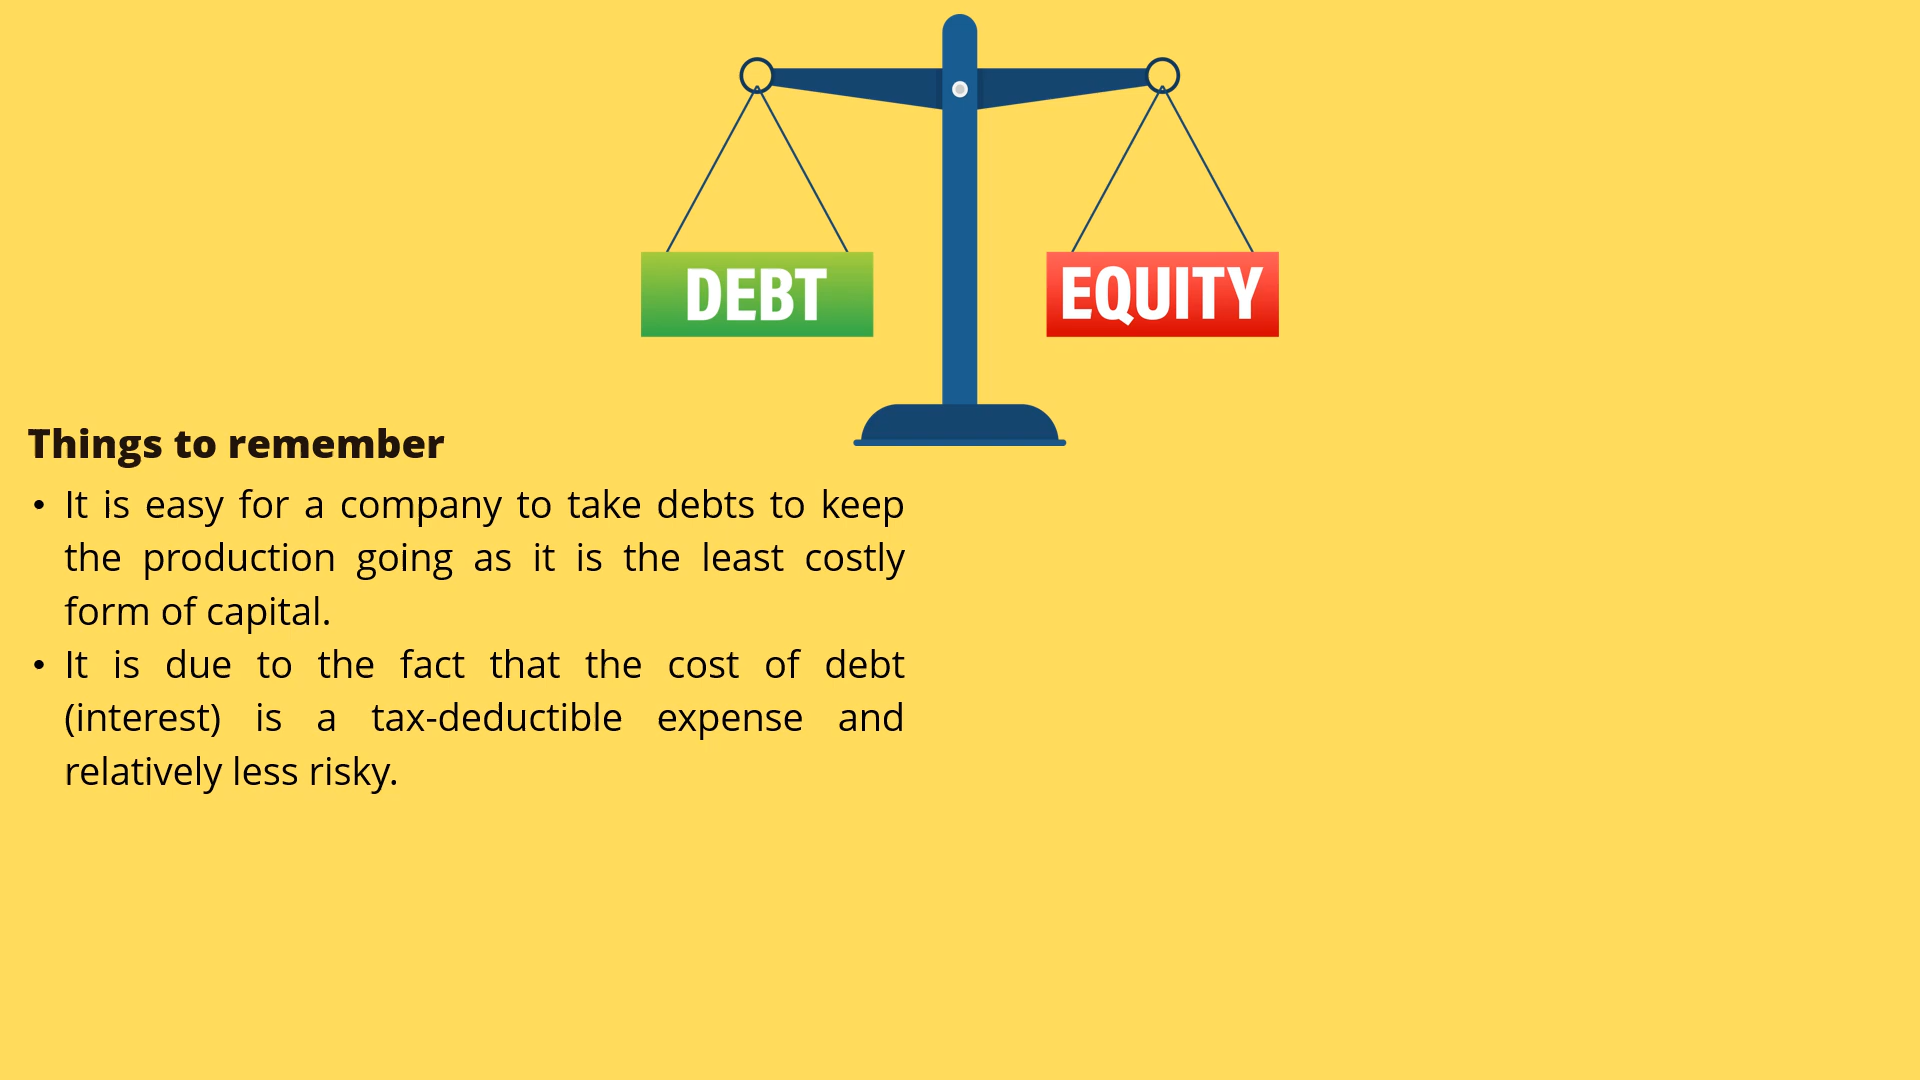 DEBT
EQUITY
Things to remember
• It is easy for a company to take debts to keep
the production going as it is the least costly
form of capital.
• It is due to the fact that the cost of debt
(interest) is a tax-deductible expense and
relatively less risky.